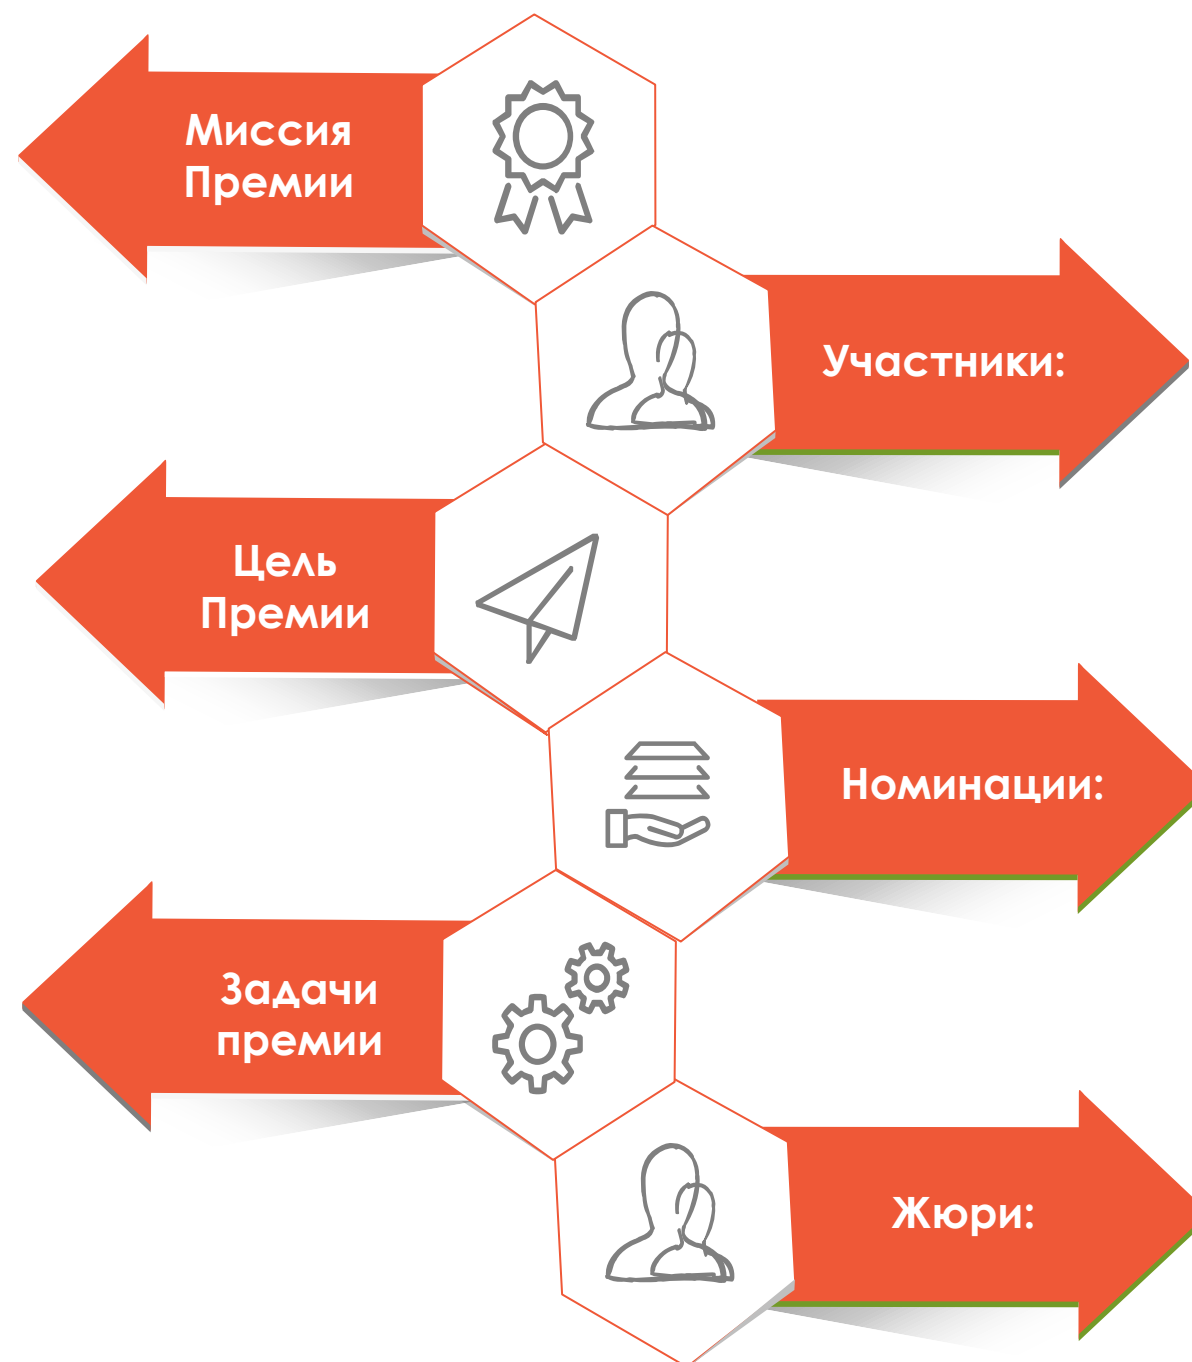 Миссия
Премии
Участники:
Цель
Премии
Номинации:
Задачи
премии
Жюри: